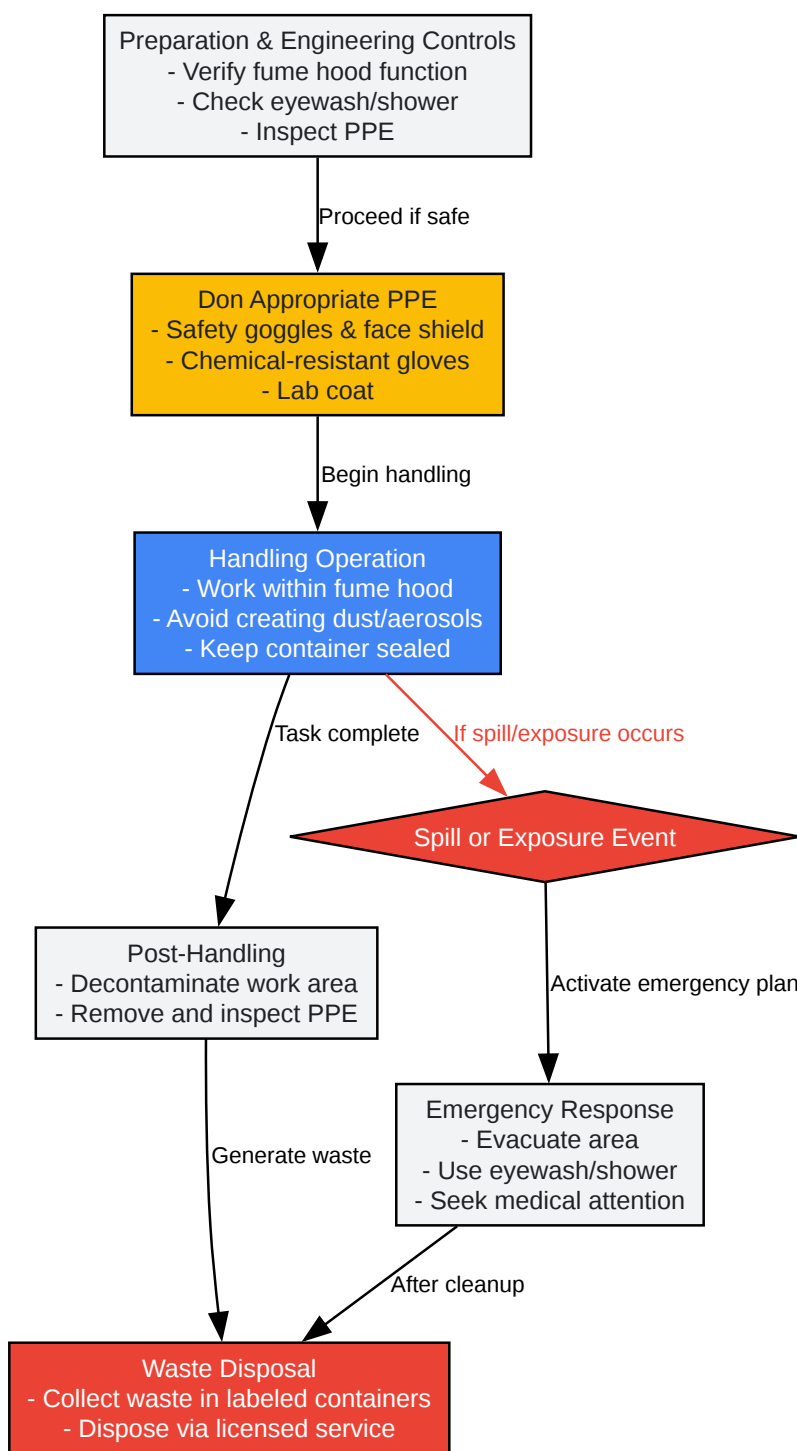 Preparation & Engineering Controls
- Verify fume hood function
- Check eyewash/shower
- Inspect PPE
Proceed if safe
Don Appropriate PPE
- Safety goggles & face shield
- Chemical-resistant gloves
- Lab coat
Begin handling
Handling Operation
- Work within fume hood
- Avoid creating dust/aerosols
- Keep container sealed
Task complete
If spill/exposure occurs
Spill or Exposure Event
Post-Handling
- Decontaminate work area
- Remove and inspect PPE
Activate emergency plan
Emergency Response
- Evacuate area
- Use eyewash/shower
- Seek medical attention
Generate waste
After cleanup
Waste Disposal
- Collect waste in labeled containers
- Dispose via licensed service